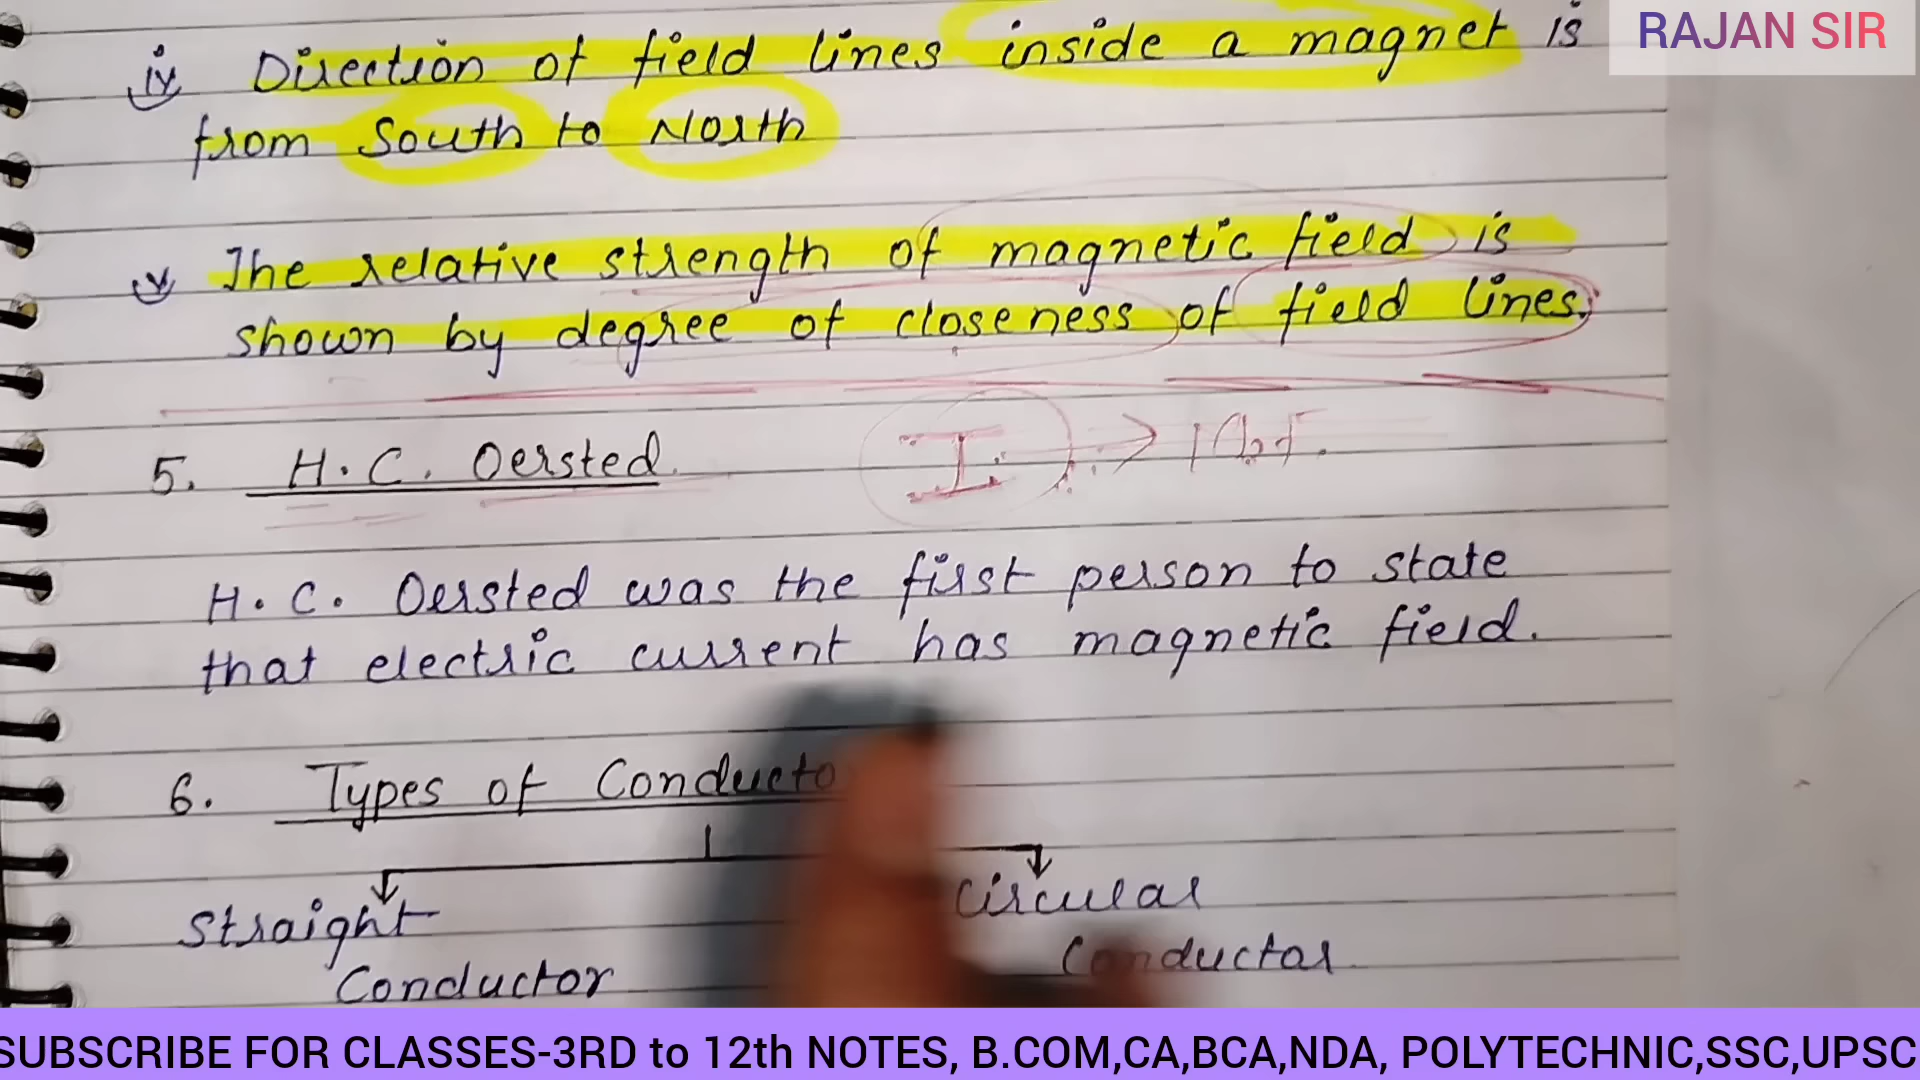 RAJAN SIR
iv Direction of field lines inside a magnet is
from South to North
v The relative strength of magnetic field is
shown by degree of closeness of field lines.
5. H.C. Oersted.
I →
H.C. Oersted was the first person to state
that electric current has magnetic field.
6. Types of Conducto
Straight
Conductor
Circular
Conductor
SUBSCRIBE FOR CLASSES-3RD to 12th NOTES, B.COM,CA,BCA,NDA, POLYTECHNIC,SSC,UPSC